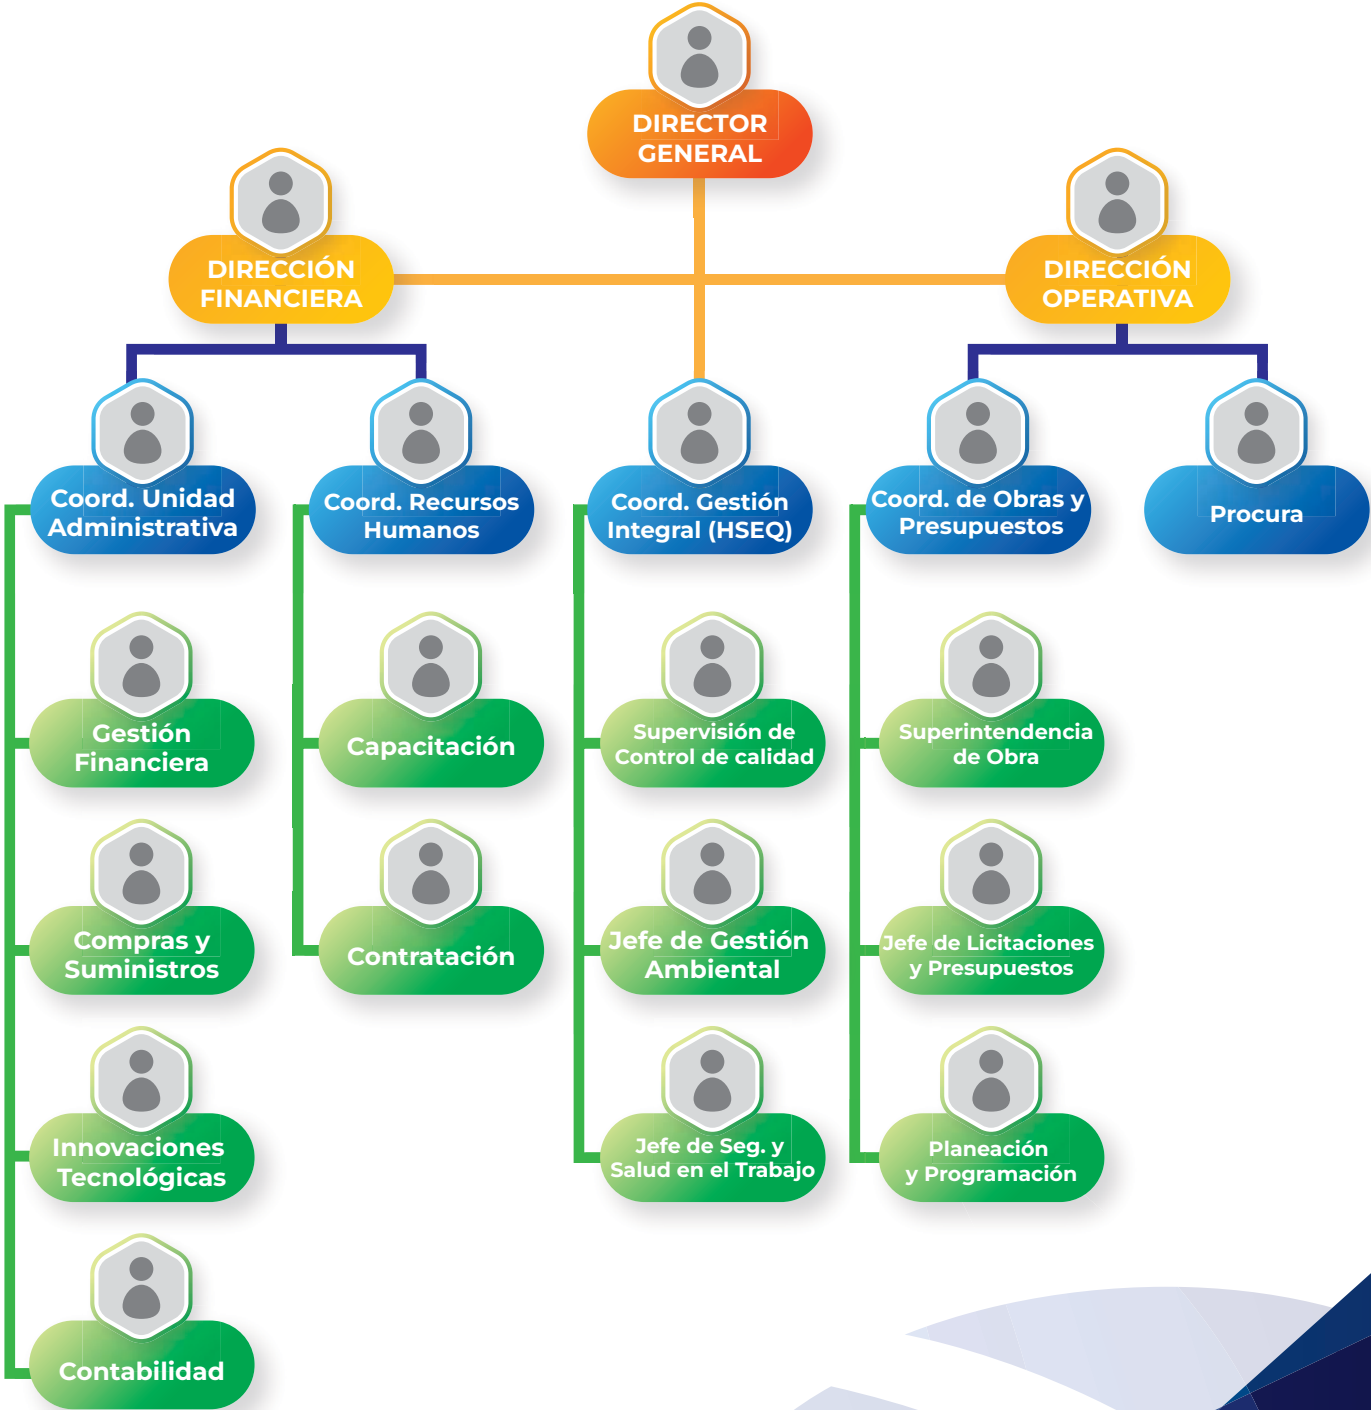 DIRECTOR
GENERAL
DIRECCIÓN
FINANCIERA
DIRECCIÓN
OPERATIVA
Coord. Unidad
Administrativa
Coord. Recursos
Humanos
Coord. Gestión
Integral (HSEQ)
Coord. de Obras y
Presupuestos
Procura
Gestión
Financiera
Capacitación
Supervisión de
Control de calidad
Superintendencia
de Obra
Compras y
Suministros
Contratación
Jefe de Gestión
Ambiental
Jefe de Licitaciones
y Presupuestos
Innovaciones
Tecnológicas
Jefe de Seg. y
Salud en el Trabajo
Planeación
y Programación
Contabilidad